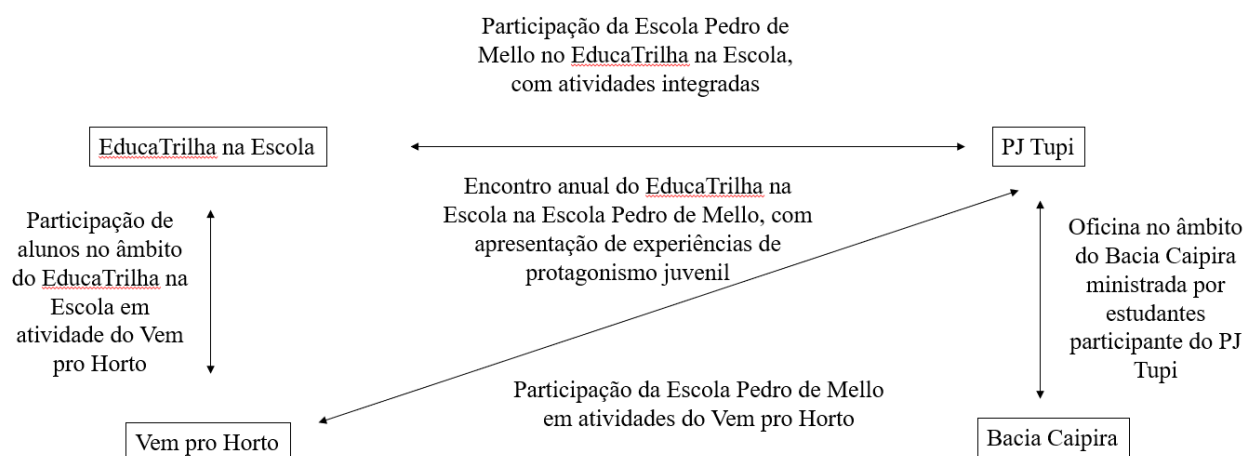 Participação da Escola Pedro de
Mello no EducaTrilha na Escola,
com atividades integradas
EducaTrilha na Escola
PJ Tupi
Encontro anual do EducaTrilha na
Escola na Escola Pedro de Mello, com
apresentação de experiências de
protagonismo juvenil
Participação de
alunos no âmbito
do EducaTrilha na
Escola em
atividade do Vem
pro Horto
Oficina no âmbito
do Bacia Caipira
ministrada por
estudantes
participante do PJ
Tupi
Participação da Escola Pedro de Mello
em atividades do Vem pro Horto
Vem pro Horto
Bacia Caipira